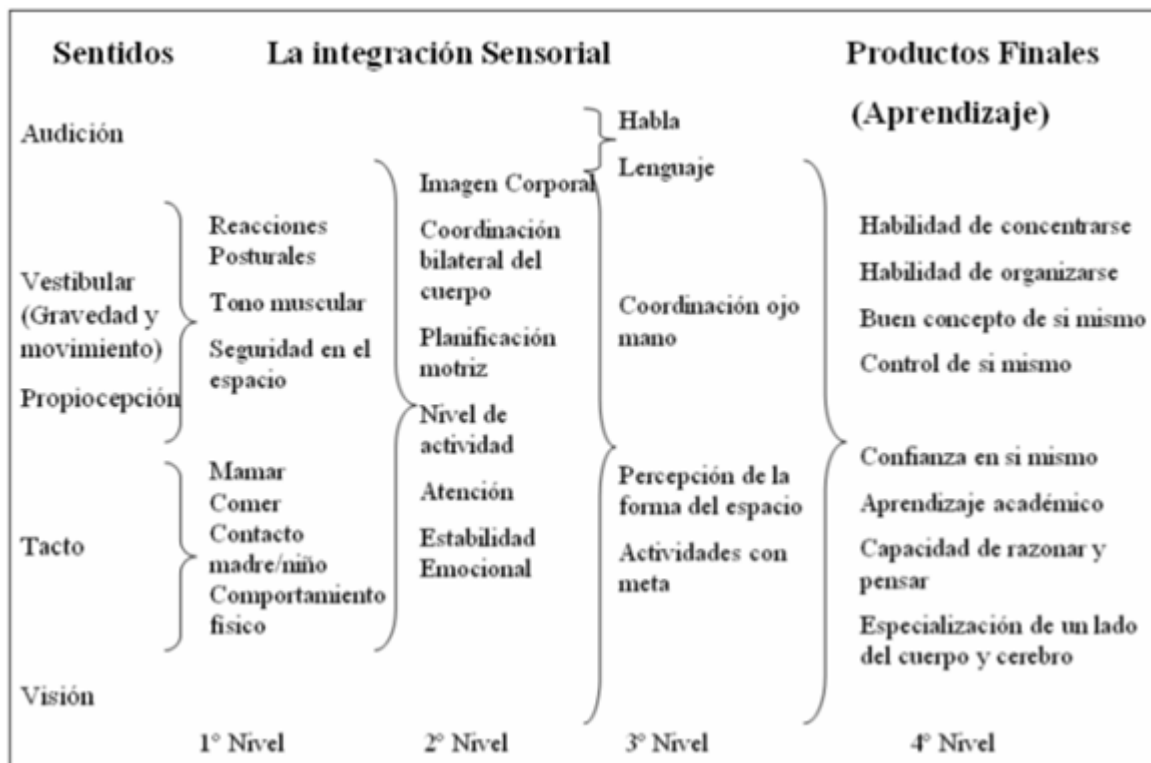 Sentidos
La integración Sensorial
Productos Finales
(Aprendizaje)
Audición
Vestibular
(Gravedad y
movimiento)
Propiocepción
Tacto
Visión
Reacciones
Posturales
Tono muscular
Seguridad en el
espacio
Mamar
Comer
Contacto
madre/niño
Comportamiento
fisico
Imagen Corporal
Coordinación
bilateral del
cuerpo
Planificación
motriz
Nivel de
actividad
Atención
Estabilidad
Emocional
Habla
Lenguaje
Coordinación ojo
mano
Percepción de la
forma del espacio
Actividades con
meta
Habilidad de concentrarse
Habilidad de organizarse
Buen concepto de si mismo
Control de si mismo
Confianza en si mismo
Aprendizaje académico
Capacidad de razonar y
pensar
Especialización de un lado
del cuerpo y cerebro
1° Nivel
2° Nivel
3° Nivel
4° Nivel